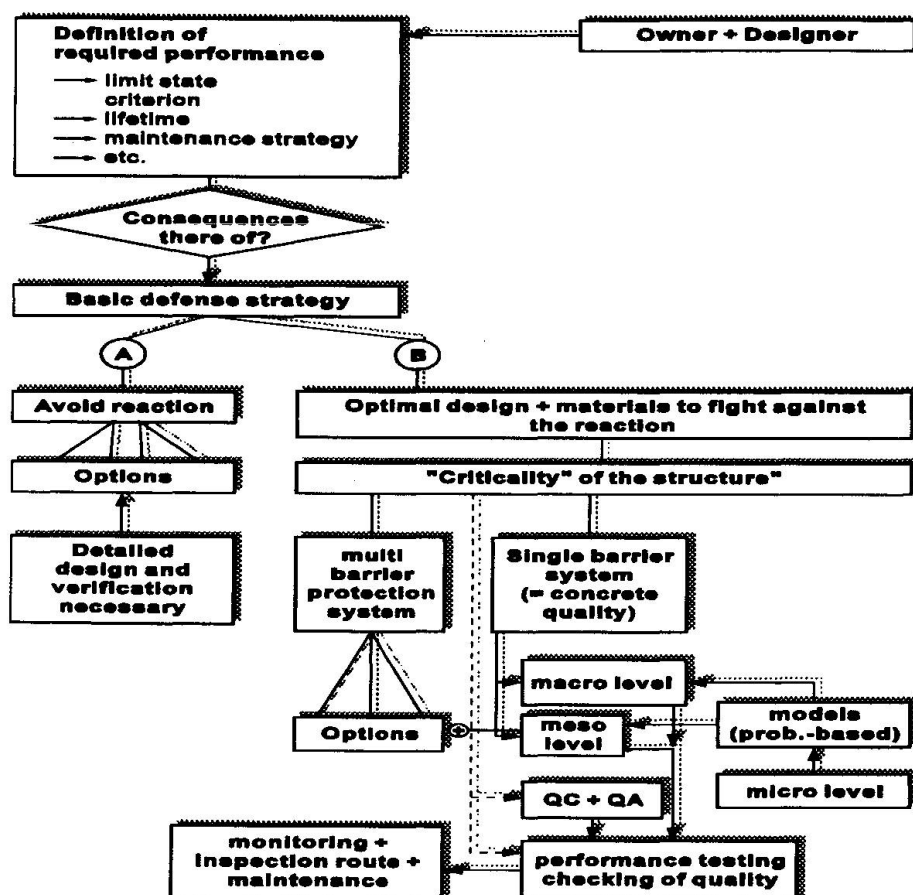 Definition of
required performance
limit state
criterion
lifetime
maintenance strategy
etc.
Owner + Designer
Consequences
there of?
Basic defense strategy
A
B
Avoid reaction
Optimal design + materials to fight against
the reaction
Options
"Criticality" of the structure"
Detailed
design and
verification
necessary
multi
barrier
protection
system
Single barrier
system
(= concrete
quality)
macro level
Options
+
meso
level
models
(prob.-based)
micro level
QC + QA
monitoring +
inspection route +
maintenance
performance testing
checking of quality